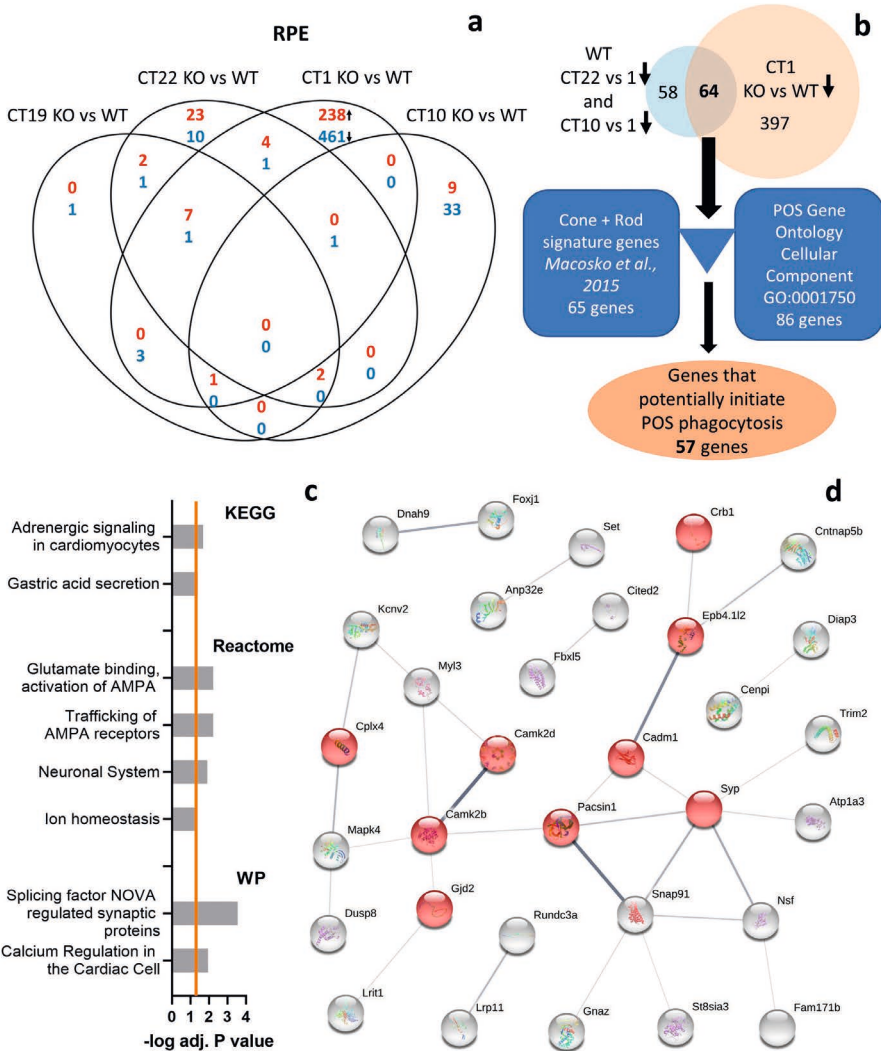 a
RPE
CT22 KO vs WT
CT1 KO vs WT
CT19 KO vs WT
CT10 KO vs WT
23
10
238↑
461↓
4
1
2
1
0
0
0
1
9
33
7
1
0
1
0
3
0
0
0
0
1
0
2
0
0
0
b
WT
CT22 vs 1
and
CT10 vs 1
58
64
CT1
KO vs WT
397
Cone + Rod
signature genes
Macosko et al.,
2015
65 genes
POS Gene
Ontology
Cellular
Component
GO:0001750
86 genes
Genes that
potentially initiate
POS phagocytosis
57 genes
c
KEGG
Adrenergic signaling
in cardiomyocytes
Gastric acid secretion
Reactome
Glutamate binding,
activation of AMPA
Trafficking of
AMPA receptors
Neuronal System
Ion homeostasis
WP
Splicing factor NOVA
regulated synaptic
proteins
Calcium Regulation in
the Cardiac Cell
0 1 2 3 4
-log adj. P value
d
Dnah9
Foxj1
Set
Crb1
Cntnap5b
Anp32e
Cited2
Kcnv2
Epb4.1l2
Diap3
Myl3
Fbxl5
Cenpi
Cplx4
Camk2d
Cadm1
Trim2
Syp
Camk2b
Pacsin1
Atp1a3
Mapk4
Gjd2
Snap91
Nsf
Dusp8
Rundc3a
Lrit1
Lrp11
Gnaz
St8sia3
Fam171b